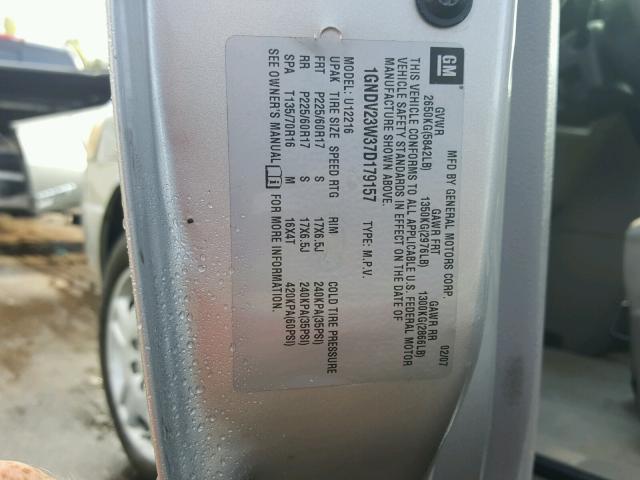 GM
MFD BY GENERAL MOTORS CORP. 02/07
GVWR GAWR FRT GAWR RR
2650KG(5842LB) 1350KG(2976LB) 1300KG(2866LB)
THIS VEHICLE CONFORMS TO ALL APPLICABLE U.S. FEDERAL MOTOR
VEHICLE SAFETY STANDARDS IN EFFECT ON THE DATE OF
MANUFACTURE SHOWN ABOVE.
1GNDV23W37D179157 TYPE: M.P.V.
MODEL: U12216
UPAK TIRE SIZE SPEED RTG RIM COLD TIRE PRESSURE
FRT P225/60R17 S 17X6.5J 240KPA(35PSI)
RR P225/60R17 S 17X6.5J 240KPA(35PSI)
SPA T135/70R16 M 16X4T 420KPA(60PSI)
SEE OWNER'S MANUAL FOR MORE INFORMATION.